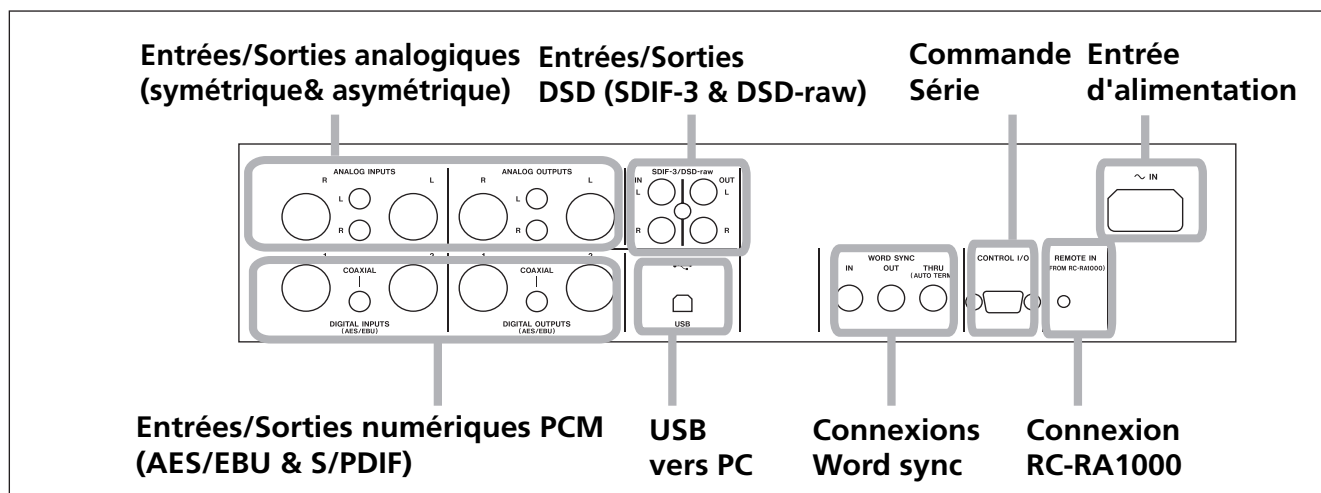 Entrées/Sorties analogiques
(symétrique& asymétrique)
Entrées/Sorties
DSD (SDIF-3 & DSD-raw)
Commande
Série
Entrée
d'alimentation
ANALOG INPUTS
R
L
L
R
ANALOG OUTPUTS
R
L
L
R
SDIF-3/DSD-raw
IN
OUT
L
L
R
R
IN
1
2
COAXIAL
DIGITAL INPUTS
(AES/EBU)
1
2
COAXIAL
DIGITAL OUTPUTS
(AES/EBU)
USB
WORD SYNC
IN
OUT
THRU
(AUTO TERM
CONTROL I/O
REMOTE IN
(FROM RC-RA1000)
Entrées/Sorties numériques PCM
(AES/EBU & S/PDIF)
USB
vers PC
Connexions
Word sync
Connexion
RC-RA1000